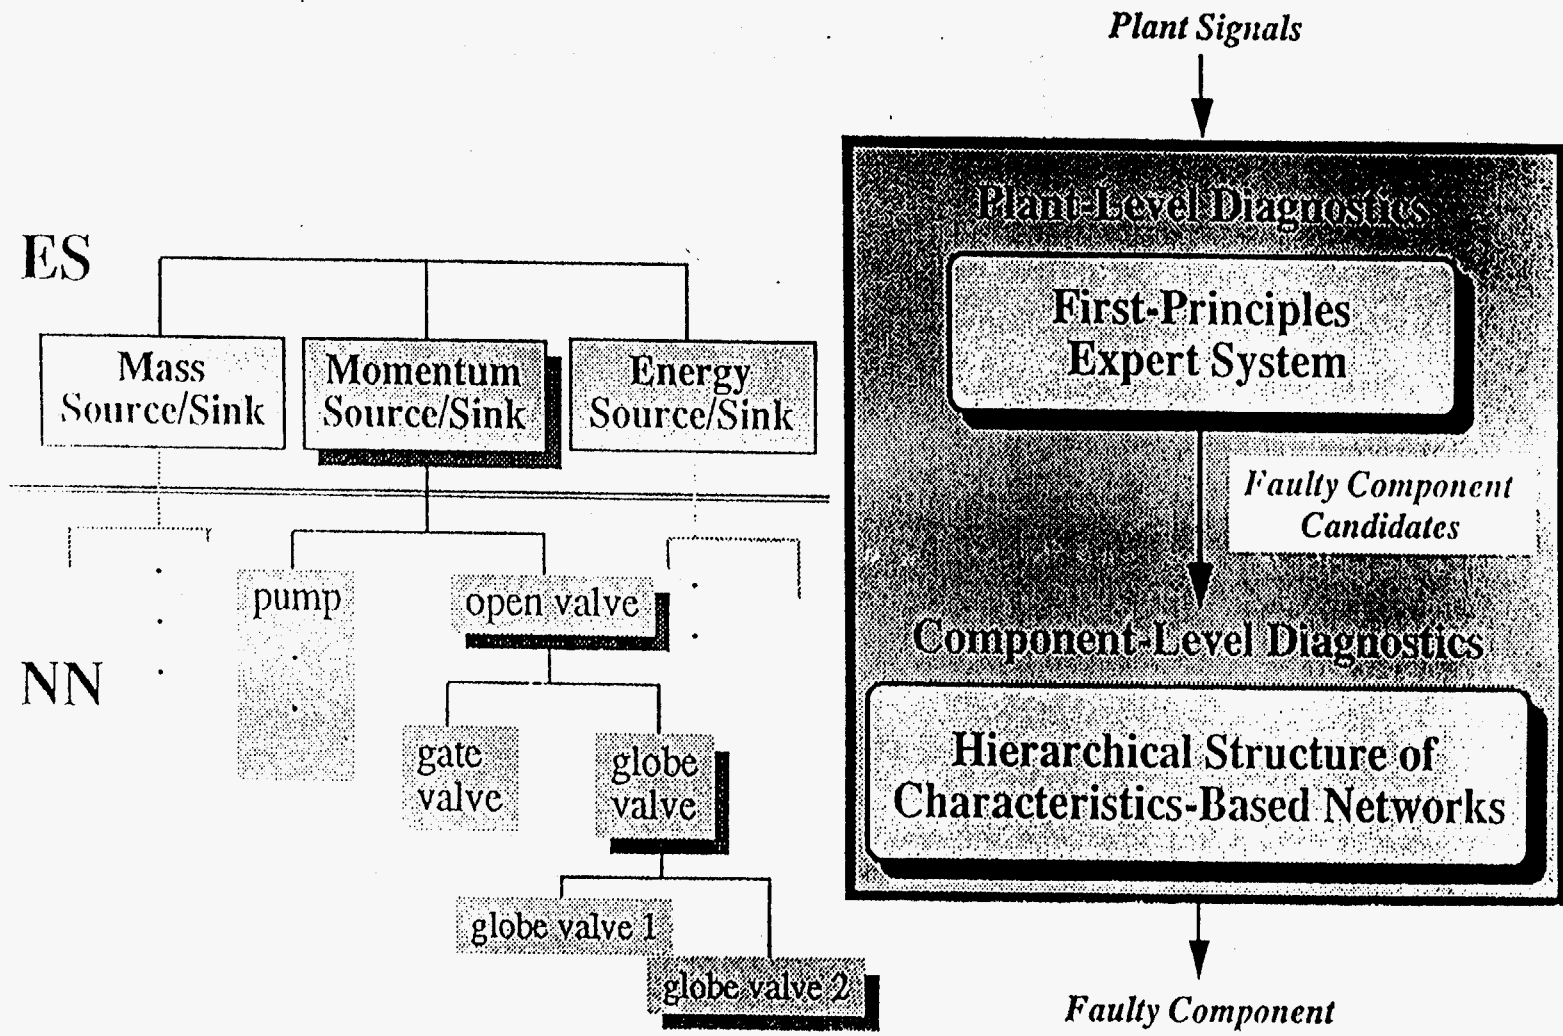 ES
Mass
Source/Sink
Momentum
Source/Sink
Energy
Source/Sink
NN
pump
open valve
gate
valve
globe
valve
globe valve 1
globe valve 2
Plant Signals
Plant-Level Diagnostics
First-Principles
Expert System
Faulty Component
Candidates
Component-Level Diagnostics
Hierarchical Structure of
Characteristics-Based Networks
Faulty Component